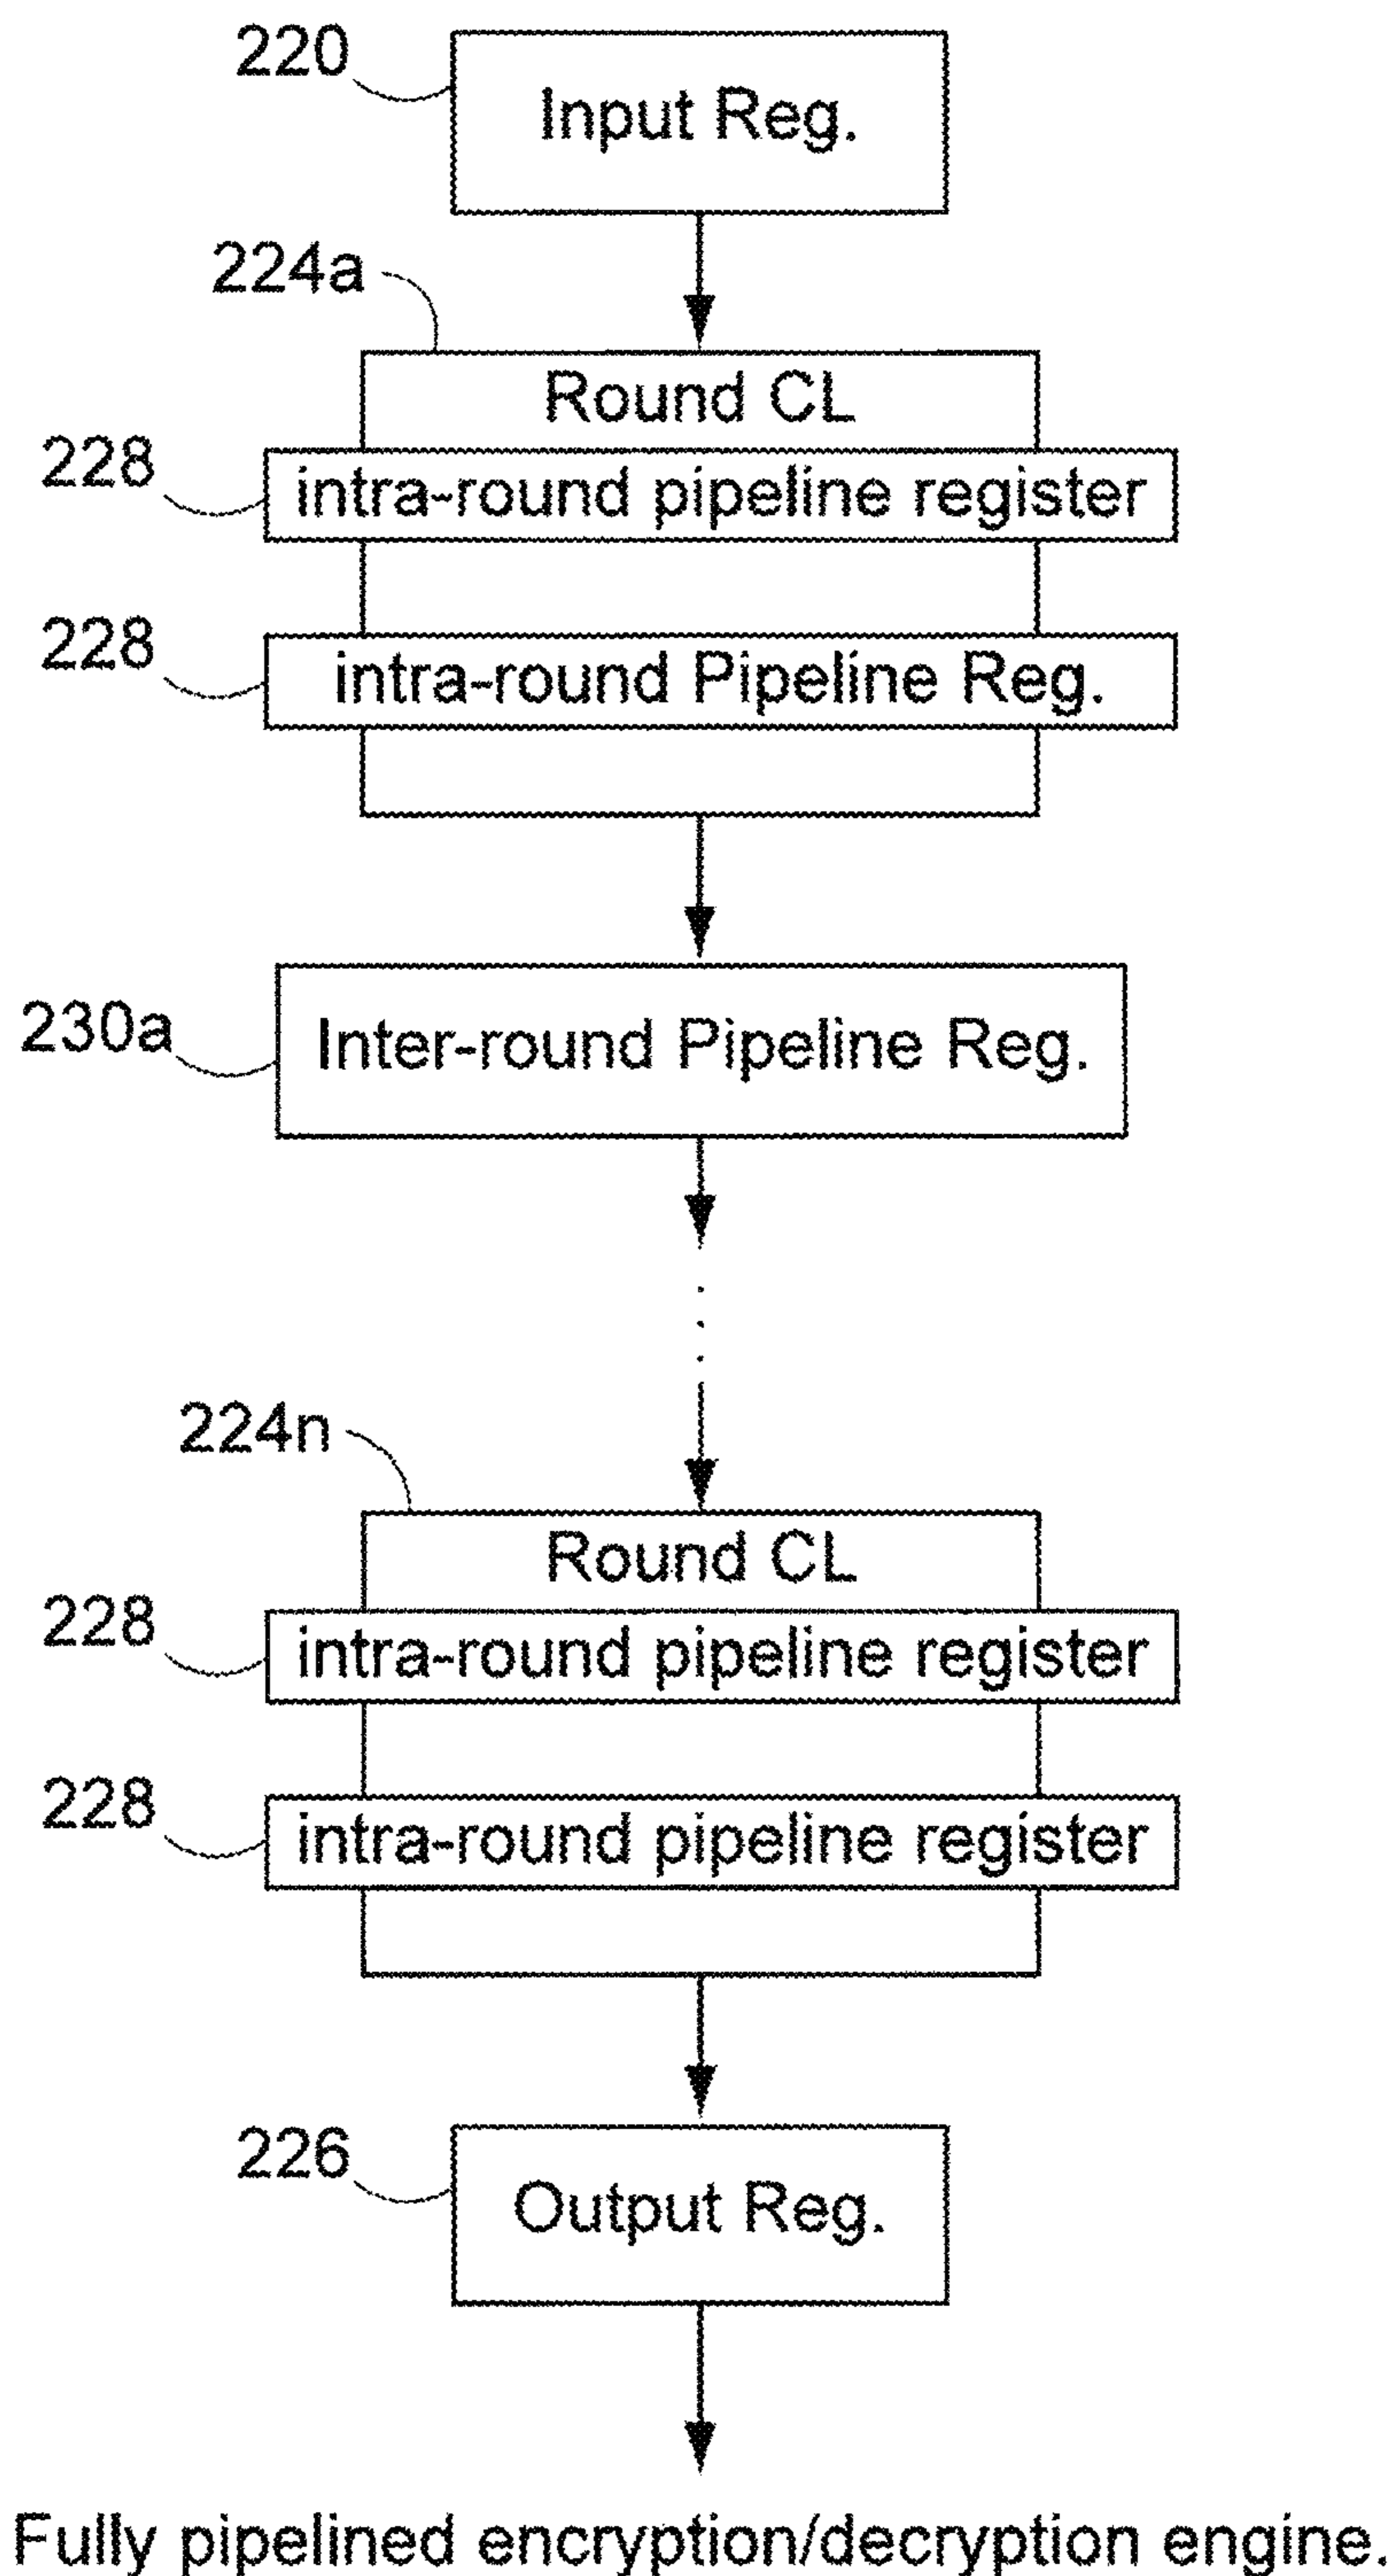 220
Input Reg.
224a
Round CL
228
intra-round pipeline register
228
intra-round Pipeline Reg.
230a
Inter-round Pipeline Reg.
224n
Round CL
228
intra-round pipeline register
228
intra-round pipeline register
226
Output Reg.
Fully pipelined encryption/decryption engine.